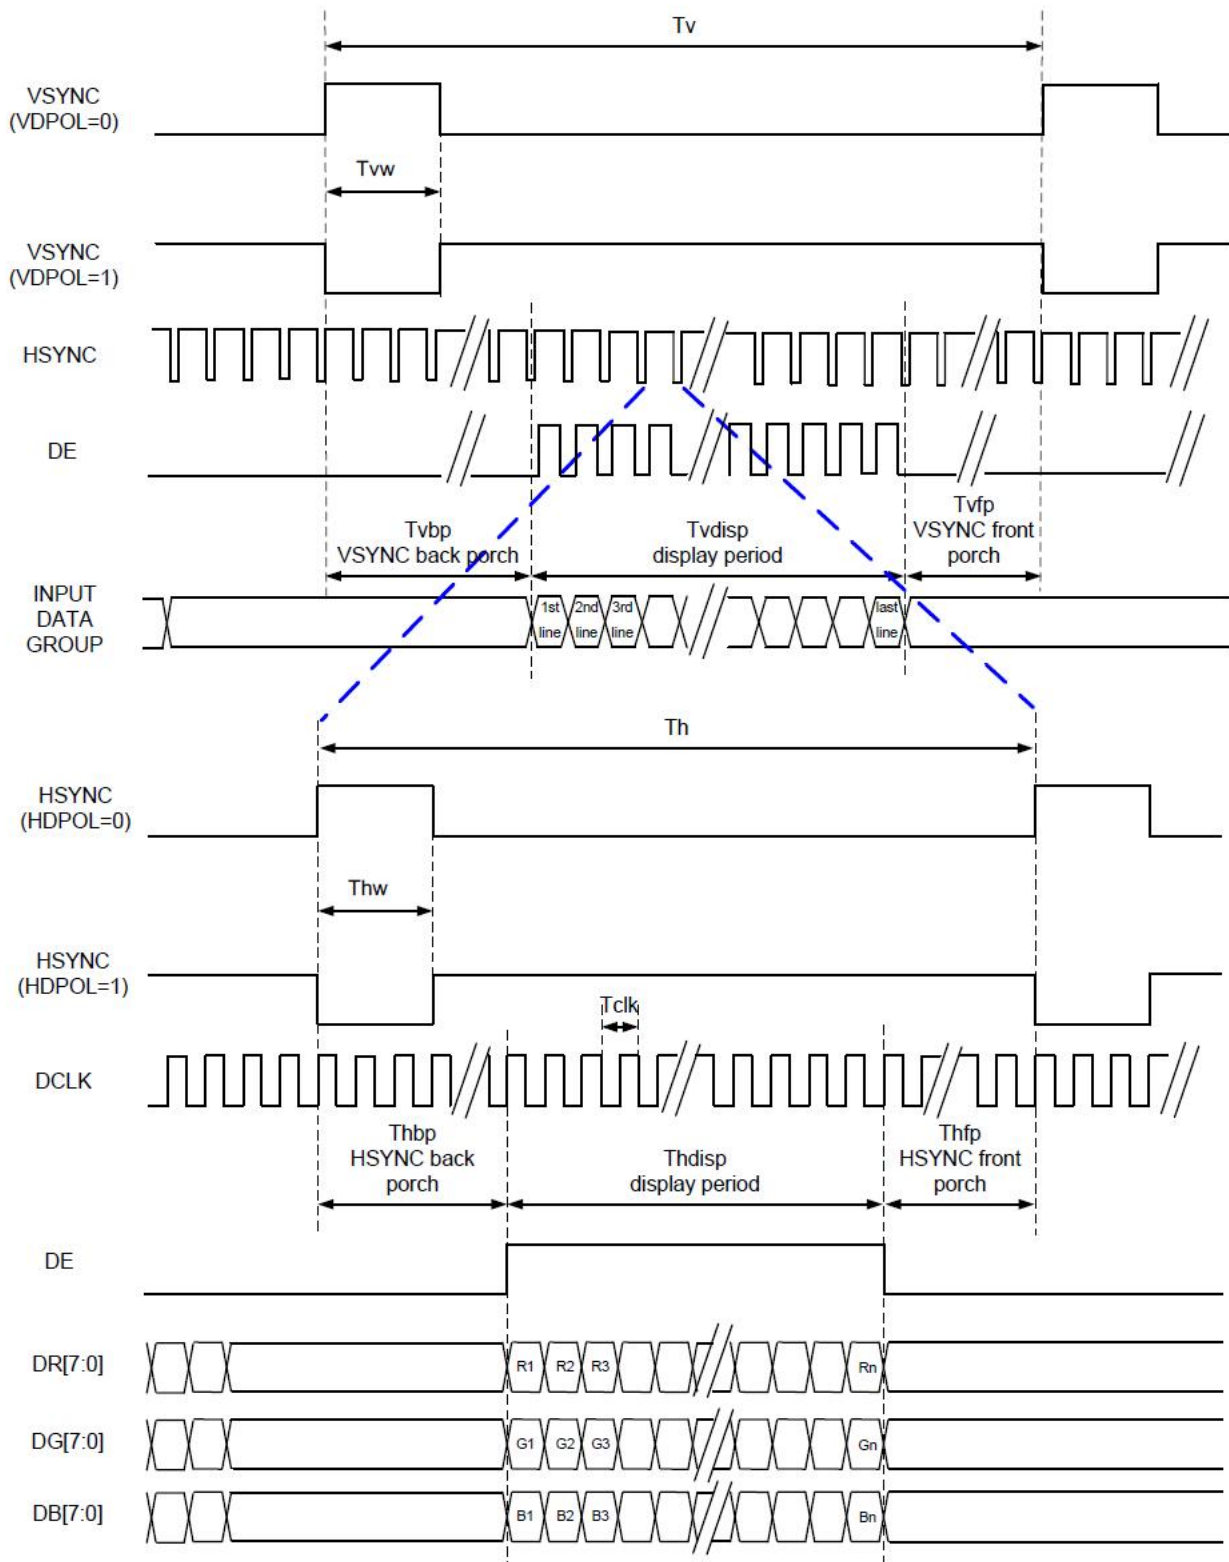 Tv
VSYNC
(VDPOL=0)
Tvw
VSYNC
(VDPOL=1)
HSYNC
DE
Tvbp
VSYNC back porch
Tvdisp
display period
Tvfp
VSYNC front
porch
INPUT
DATA
GROUP
1st
line
2nd
line
3rd
line
last
line
Th
HSYNC
(HDPOL=0)
Thw
HSYNC
(HDPOL=1)
Tclk
DCLK
Thbp
HSYNC back
porch
Thdisp
display period
Thfp
HSYNC front
porch
DE
DR[7:0]
R1 R2 R3 Rn
DG[7:0]
G1 G2 G3 Gn
DB[7:0]
B1 B2 B3 Bn